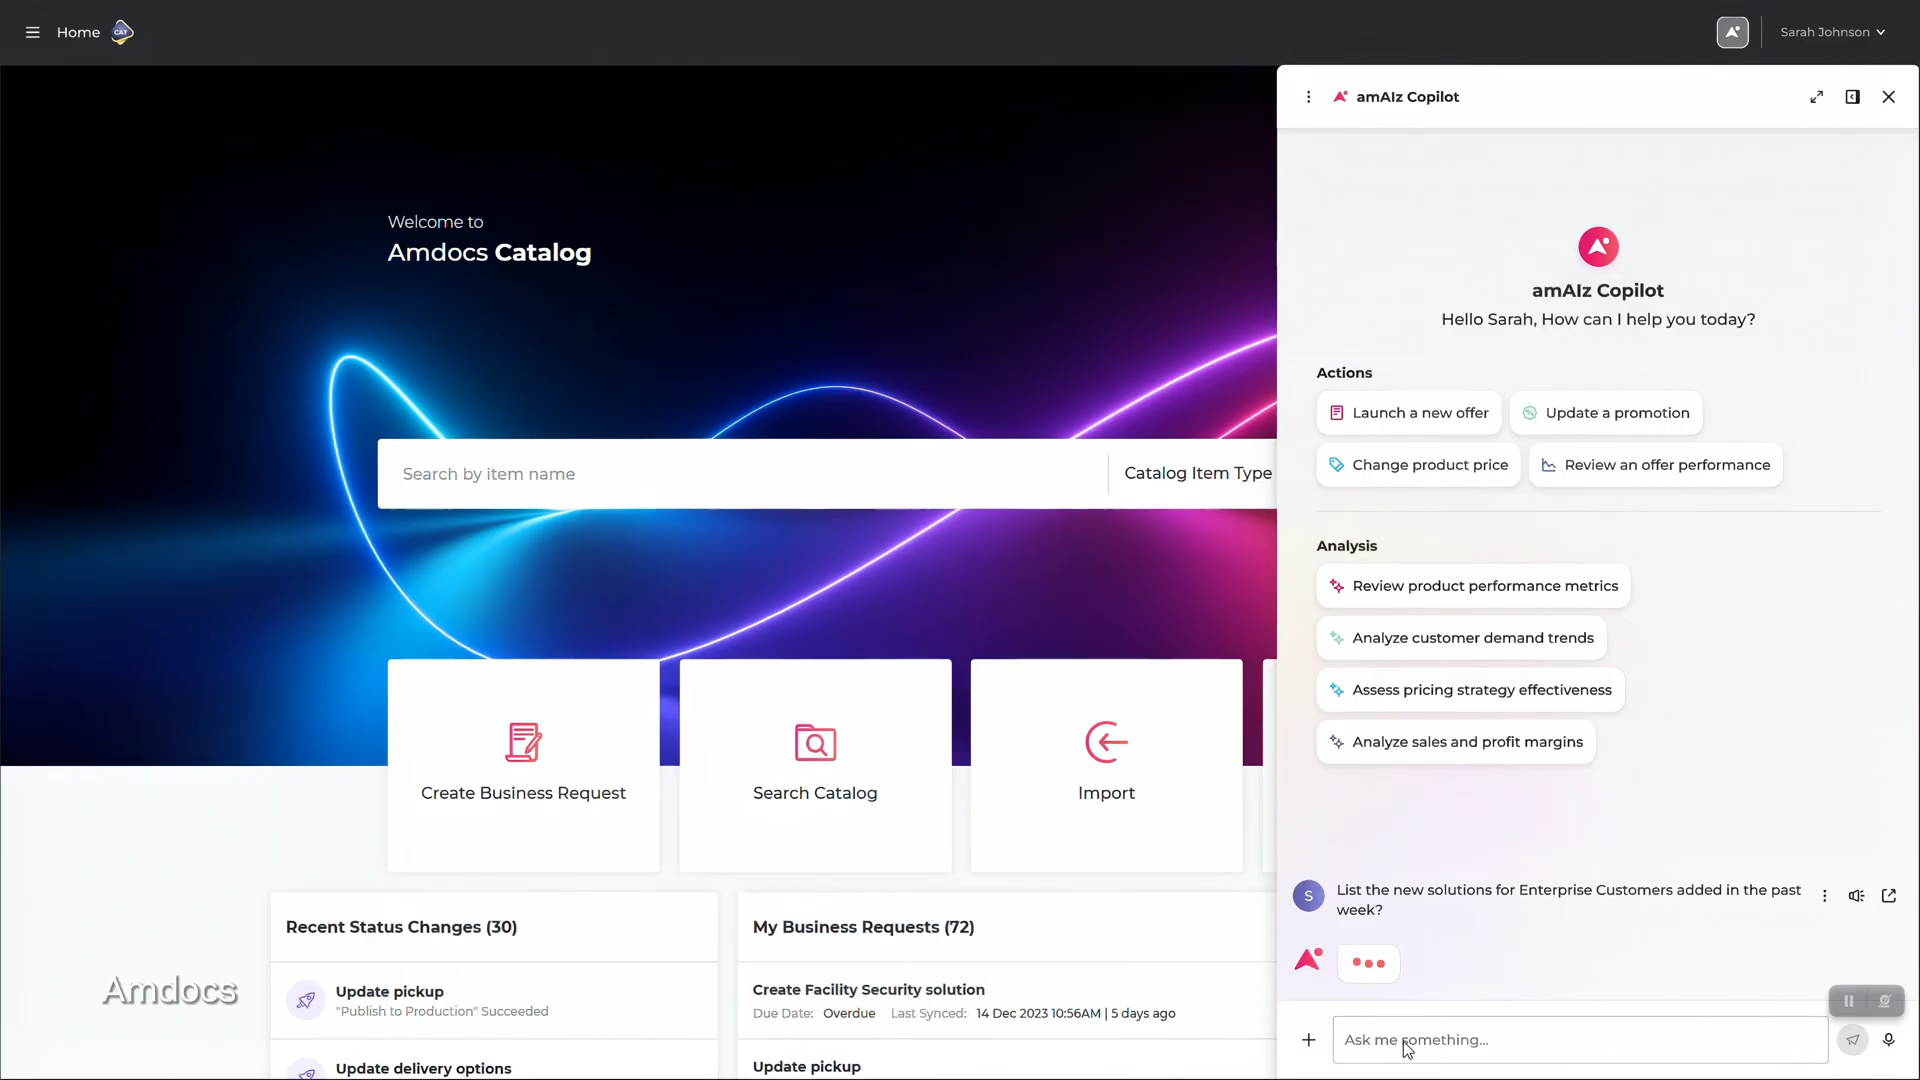 Home
CAT
Sarah Johnson
amAIz Copilot
Welcome to
Amdocs Catalog
Search by item name
Catalog Item Type
Create Business Request
Search Catalog
Import
Recent Status Changes (30)
Update pickup
"Publish to Production" Succeeded
Update delivery options
My Business Requests (72)
Create Facility Security solution
Due Date: Overdue Last Synced: 14 Dec 2023 10:56AM | 5 days ago
Update pickup
Amdocs
amAIz Copilot
Hello Sarah, How can I help you today?
Actions
Launch a new offer
Update a promotion
Change product price
Review an offer performance
Analysis
Review product performance metrics
Analyze customer demand trends
Assess pricing strategy effectiveness
Analyze sales and profit margins
S
List the new solutions for Enterprise Customers added in the past
week?
Ask me something...